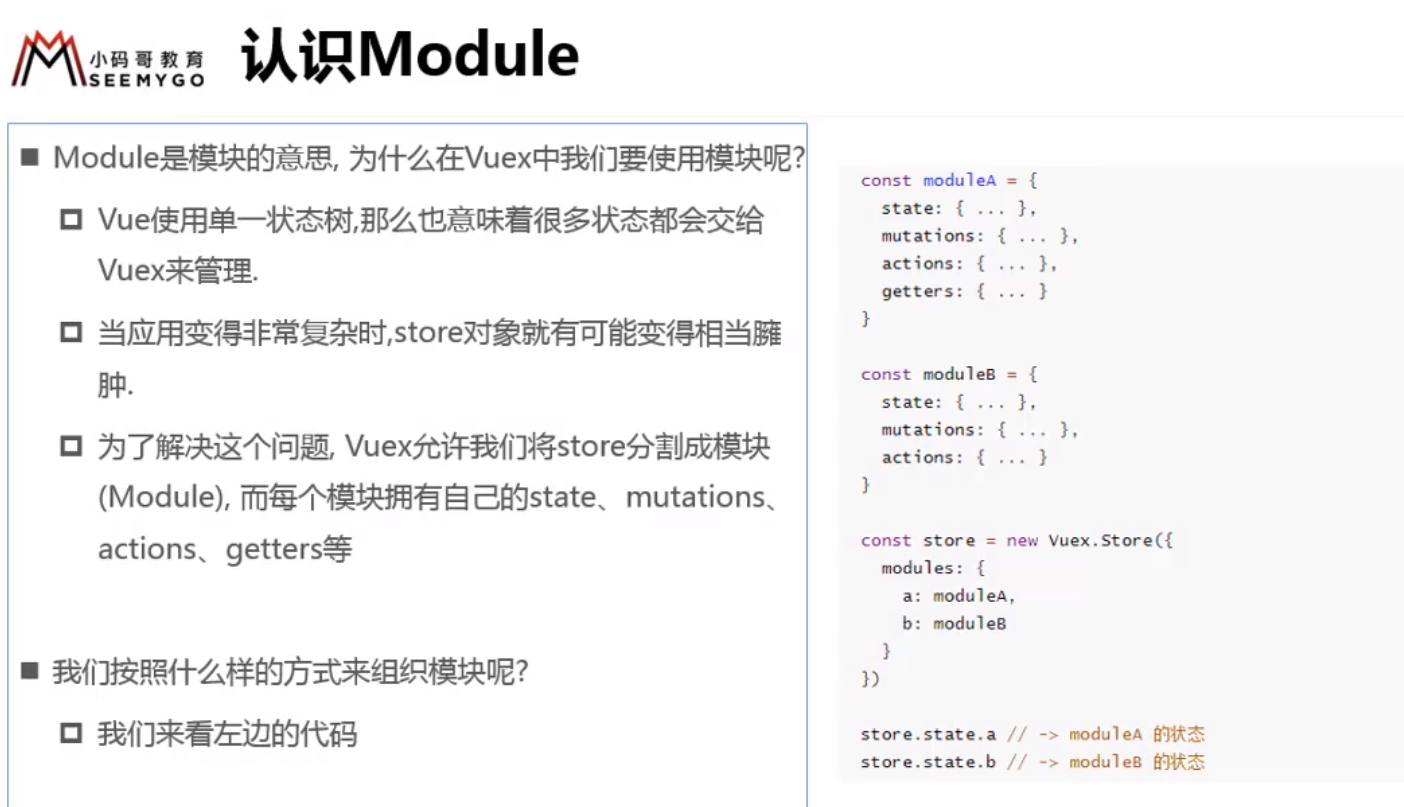 小码哥教育
SEEMYGO
认识Module
Module是模块的意思, 为什么在Vuex中我们要使用模块呢?
Vue使用单一状态树,那么也意味着很多状态都会交给
Vuex来管理.
当应用变得非常复杂时,store对象就有可能变得相当臃
肿.
为了解决这个问题, Vuex允许我们将store分割成模块
(Module), 而每个模块拥有自己的state、mutations、
actions、getters等
我们按照什么样的方式来组织模块呢?
我们来看左边的代码
const moduleA = {
  state: { ... },
  mutations: { ... },
  actions: { ... },
  getters: { ... }
}
const moduleB = {
  state: { ... },
  mutations: { ... },
  actions: { ... }
}
const store = new Vuex.Store({
  modules: {
    a: moduleA,
    b: moduleB
  }
})
store.state.a // -> moduleA 的状态
store.state.b // -> moduleB 的状态